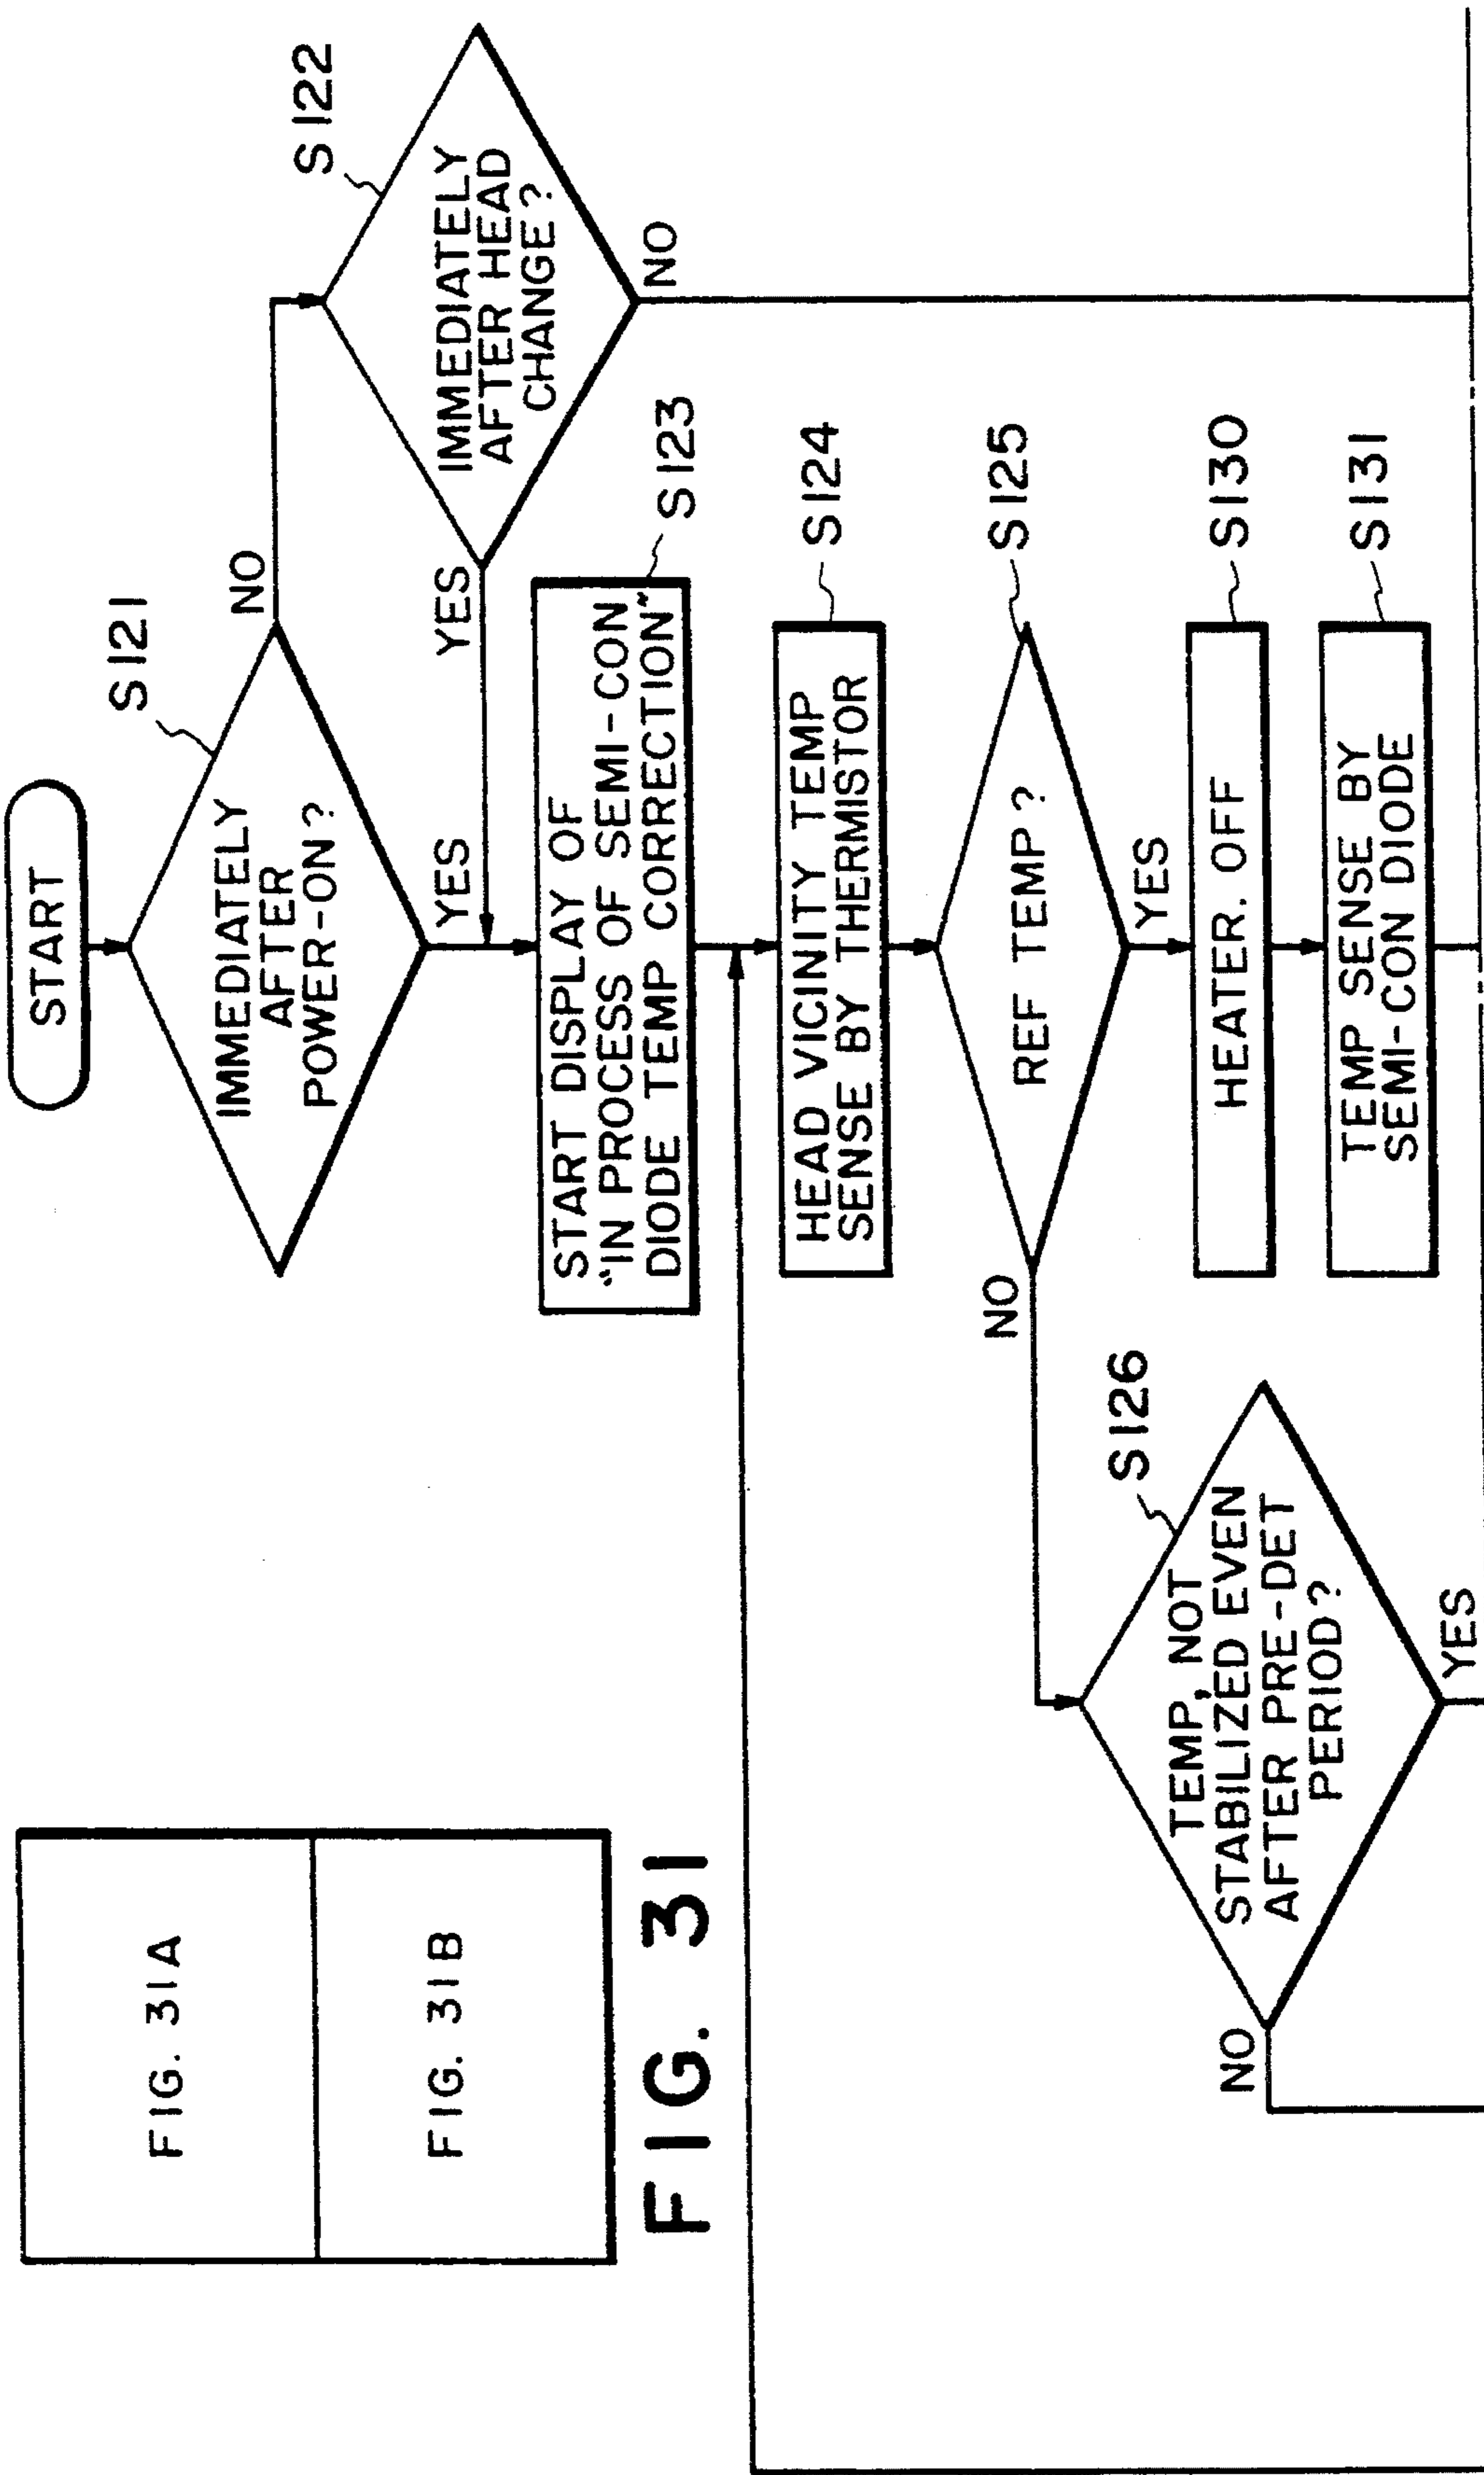 FIG. 31A
FIG. 31B
FIG. 31
START
IMMEDIATELY
AFTER
POWER-ON?
S121
NO
YES
S122
IMMEDIATELY
AFTER HEAD
CHANGE?
YES
NO
S123
START DISPLAY OF
"IN PROCESS OF SEMI-CON
DIODE TEMP CORRECTION"
S124
HEAD VICINITY TEMP
SENSE BY THERMISTOR
S125
REF TEMP?
NO
YES
S126
TEMP, NOT
STABILIZED EVEN
AFTER PRE-DET
PERIOD?
NO
YES
S130
HEATER. OFF
S131
TEMP SENSE BY
SEMI-CON DIODE